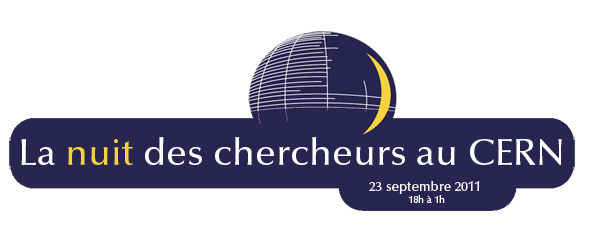 La nuit des chercheurs au CERN
23 septembre 2011
18h à 1h